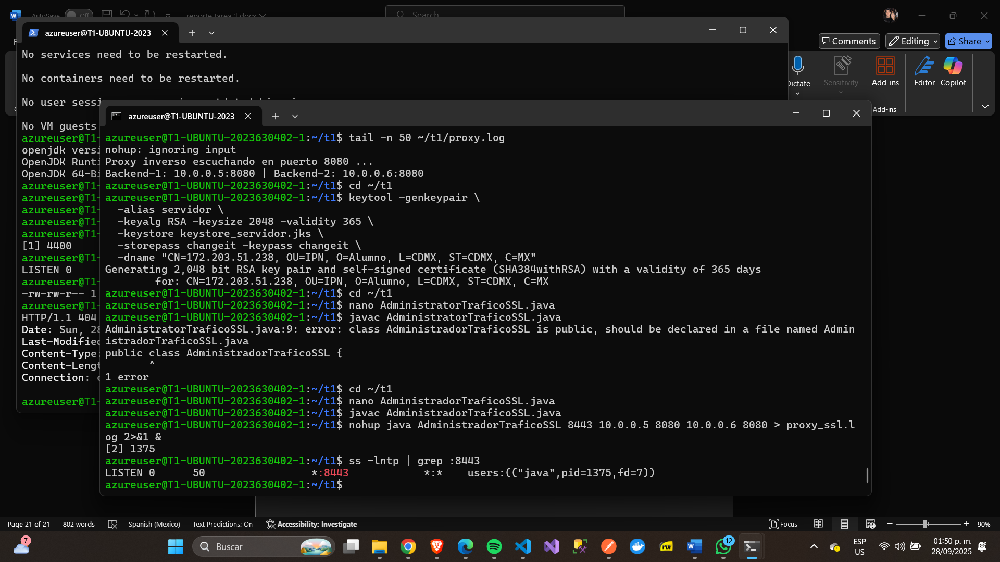 AutoSave Off
reporte tarea 1.docx
Search
Comments
Editing
Share
Dictate
Sensitivity
Add-ins
Editor
Copilot
Add-ins
azureuser@T1-UBUNTU-2023
No services need to be restarted.
No containers need to be restarted.
No user sessi
No VM guests
azureuser@T1-
openjdk versi
OpenJDK Runti
OpenJDK 64-Bi
azureuser@T1-
azureuser@T1-
azureuser@T1-
azureuser@T1-
azureuser@T1-
[1] 4400
azureuser@T1-
LISTEN 0
azureuser@T1-
-rw-rw-r-- 1
azureuser@T1-
HTTP/1.1 404
Date: Sun, 28
Last-Modified
Content-Type:
Content-Lengt
Connection:
azureuser@T1-
azureuser@T1-UBUNTU-2023
azureuser@T1-UBUNTU-2023630402-1:~/t1$ tail -n 50 ~/t1/proxy.log
nohup: ignoring input
Proxy inverso escuchando en puerto 8080 ...
Backend-1: 10.0.0.5:8080 | Backend-2: 10.0.0.6:8080
azureuser@T1-UBUNTU-2023630402-1:~/t1$ cd ~/t1
azureuser@T1-UBUNTU-2023630402-1:~/t1$ keytool -genkeypair \
-alias servidor \
-keyalg RSA -keysize 2048 -validity 365 \
-keystore keystore_servidor.jks \
-storepass changeit -keypass changeit \
-dname "CN=172.203.51.238, OU=IPN, O=Alumno, L=CDMX, ST=CDMX, C=MX"
Generating 2,048 bit RSA key pair and self-signed certificate (SHA384withRSA) with a validity of 365 days
for: CN=172.203.51.238, OU=IPN, O=Alumno, L=CDMX, ST=CDMX, C=MX
azureuser@T1-UBUNTU-2023630402-1:~/t1$ cd ~/t1
azureuser@T1-UBUNTU-2023630402-1:~/t1$ nano AdministratorTraficoSSL.java
azureuser@T1-UBUNTU-2023630402-1:~/t1$ javac AdministratorTraficoSSL.java
AdministratorTraficoSSL.java:9: error: class AdministradorTraficoSSL is public, should be declared in a file named Admin
istradorTraficoSSL.java
public class AdministradorTraficoSSL {
^
1 error
azureuser@T1-UBUNTU-2023630402-1:~/t1$ cd ~/t1
azureuser@T1-UBUNTU-2023630402-1:~/t1$ nano AdministradorTraficoSSL.java
azureuser@T1-UBUNTU-2023630402-1:~/t1$ javac AdministradorTraficoSSL.java
azureuser@T1-UBUNTU-2023630402-1:~/t1$ nohup java AdministradorTraficoSSL 8443 10.0.0.5 8080 10.0.0.6 8080 > proxy_ssl.l
og 2>&1 &
[2] 1375
azureuser@T1-UBUNTU-2023630402-1:~/t1$ ss -lntp | grep :8443
LISTEN 0 50 *:8443 *:* users:(("java",pid=1375,fd=7))
azureuser@T1-UBUNTU-2023630402-1:~/t1$
Page 21 of 21 802 words Spanish (Mexico) Text Predictions: On Accessibility: Investigate Focus 90%
7
Buscar
PDF
12
ESP
US
01:50 p. m.
28/09/2025